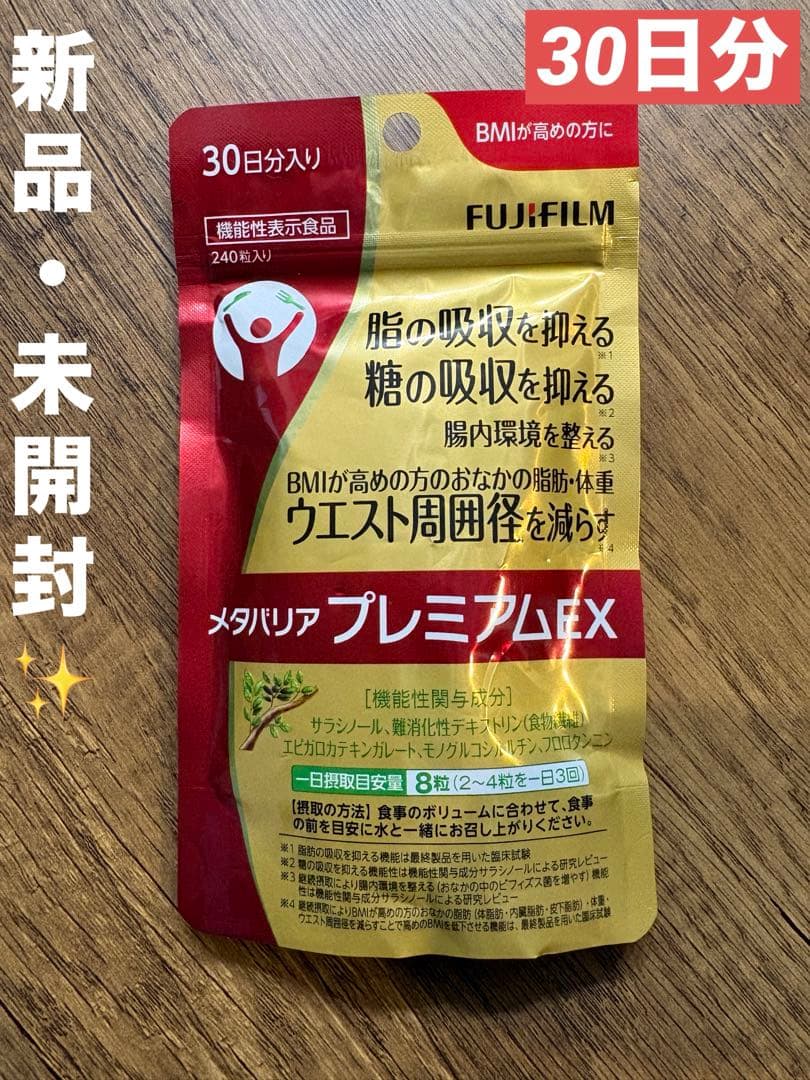 30日分
新品・未開封✨
30日分入り
BMIが高めの方に
FUJIFILM
機能性表示食品
240粒入り
脂の吸収を抑える
※1
糖の吸収を抑える
※2
腸内環境を整える
※3
BMIが高めの方のおなかの脂肪・体重
ウエスト周囲径を減らす
※4
メタバリア プレミアムEX
[機能性関与成分]
サラシノール、難消化性デキストリン(食物繊維)
エピガロカテキンガレート、モノグルコシルルチン、フロロタンニン
一日摂取目安量 8粒(2～4粒を一日3回)
【摂取の方法】食事のボリュームに合わせて、食事
の前を目安に水と一緒にお召し上がりください。
※1 脂肪の吸収を抑える機能は最終製品を用いた臨床試験
※2 糖の吸収を抑える機能性は機能性関与成分サラシノールによる研究レビュー
※3 継続摂取により腸内環境を整える(おなかの中のビフィズス菌を増やす)機能
性は機能性関与成分サラシノールによる研究レビュー
※4 継続摂取によりBMIが高めの方のおなかの脂肪(体脂肪・内臓脂肪・皮下脂肪)・体重・
ウエスト周囲径を減らすことで高めのBMIを低下させる機能は、最終製品を用いた臨床試験